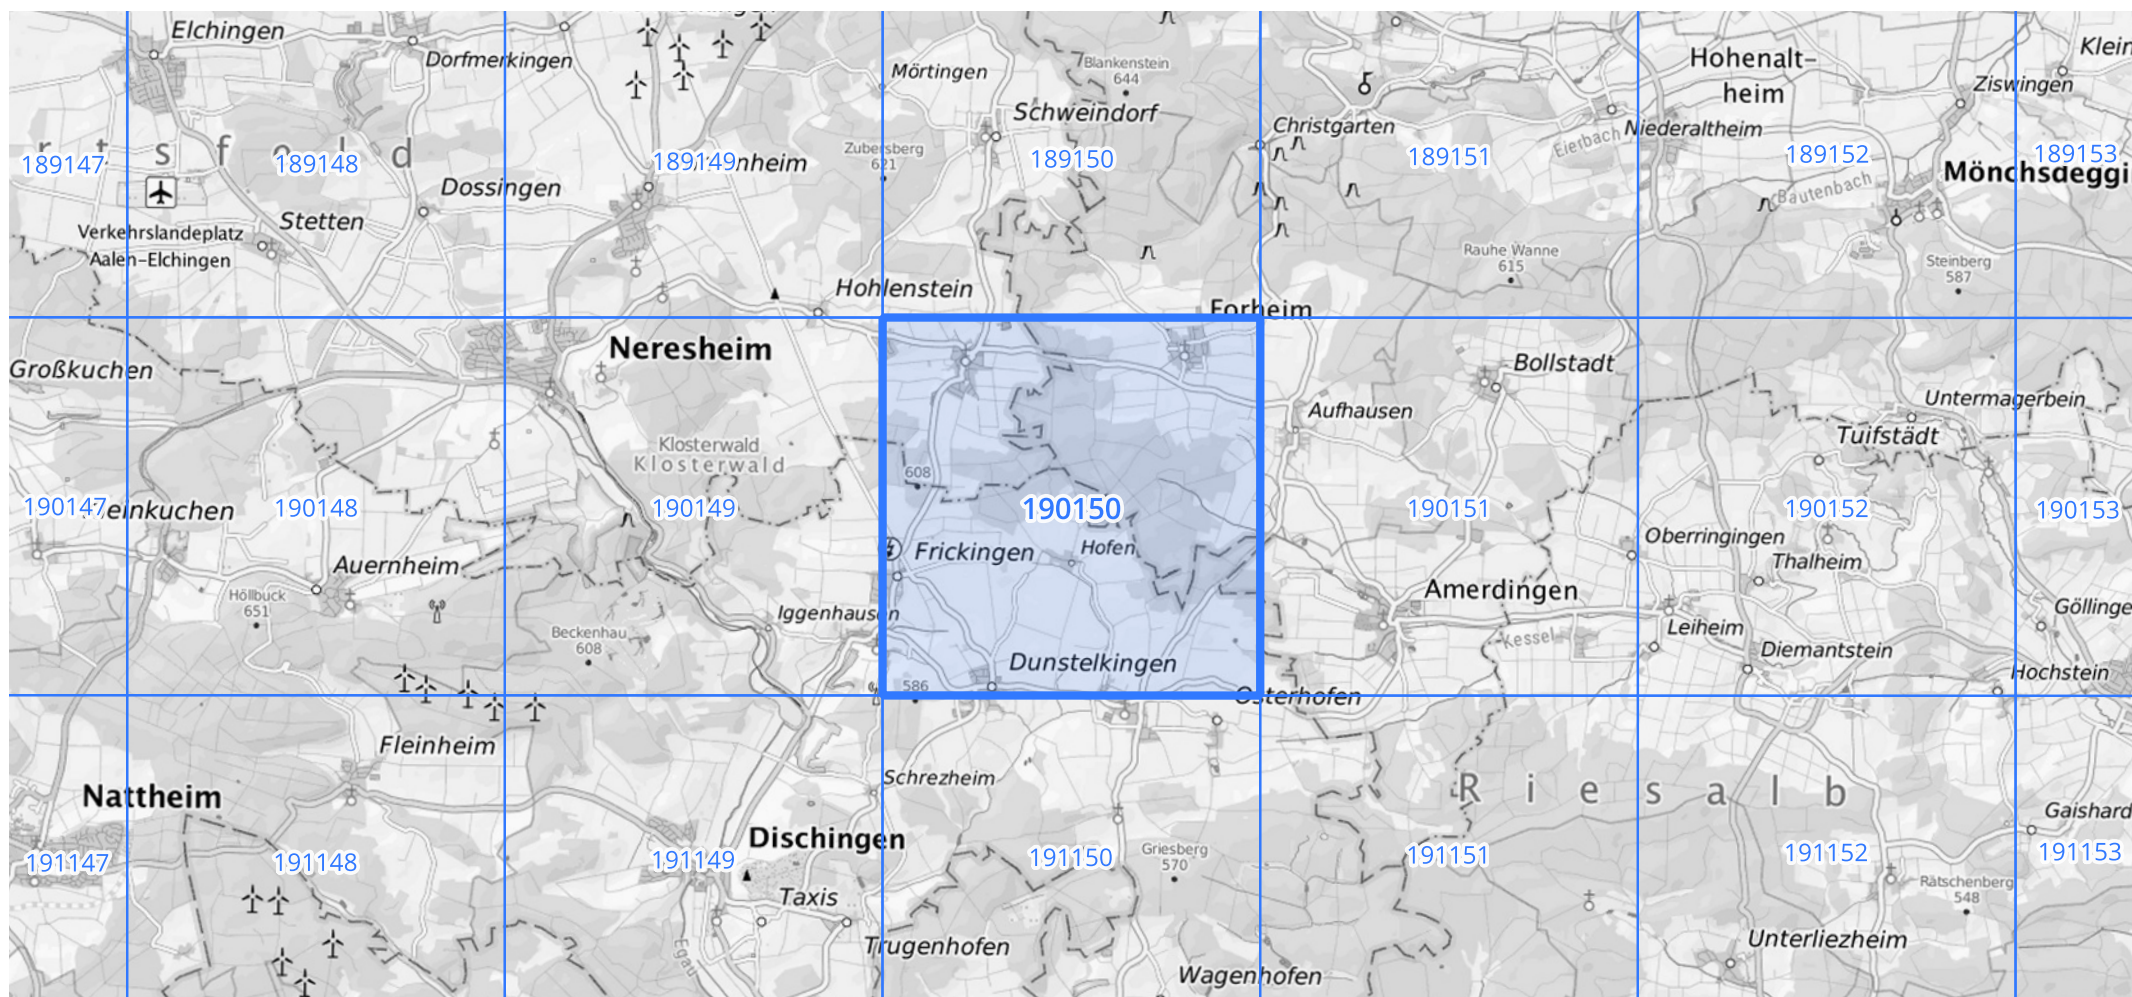 Elchingen
Dorfmerkingen
Mörtingen
Blankenstein
644
Schweindorf
Hohenalt-
heim
Klein
Ziswingen
Christgarten
Niederaltheim
Eierbach
r t s f e l d
189147
189148
189149
nheim
Zubersberg
621
189150
189151
189152
189153
Mönchsdeggi
Dossingen
Stetten
Bautenbach
Verkehrslandeplatz
Aalen-Elchingen
Rauhe Wanne
615
Steinberg
587
Hohlenstein
Forheim
Großkuchen
Neresheim
Bollstadt
Aufhausen
Untermagerbein
Tuifstädt
Klosterwald
Klosterwald
608
190147
einkuchen
190148
190149
190150
190151
190152
190153
Frickingen
Hofen
Oberringingen
Thalheim
Auernheim
Amerdingen
Höllbuck
651
Iggenhausen
Göllinge
Beckenhau
608
Kessel
Leiheim
Diemantstein
Dunstelkingen
Hochstein
586
Osterhofen
Fleinheim
Schrezheim
Riesalb
Nattheim
Gaishard
Dischingen
191147
191148
191149
191150
Griesberg
570
191151
191152
191153
Taxis
Rätschenberg
548
Egau
Trugenhofen
Wagenhofen
Unterliezheim